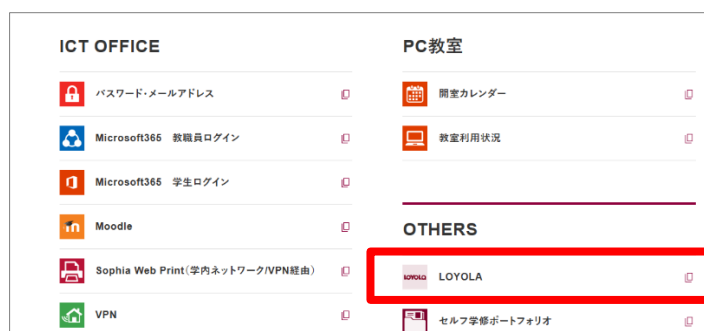 ICT OFFICE
パスワード・メールアドレス
Microsoft365　教職員ログイン
Microsoft365　学生ログイン
Moodle
Sophia Web Print（学内ネットワーク/VPN経由）
VPN
PC教室
開室カレンダー
教室利用状況
OTHERS
LOYOLA LOYOLA
セルフ学修ポートフォリオ